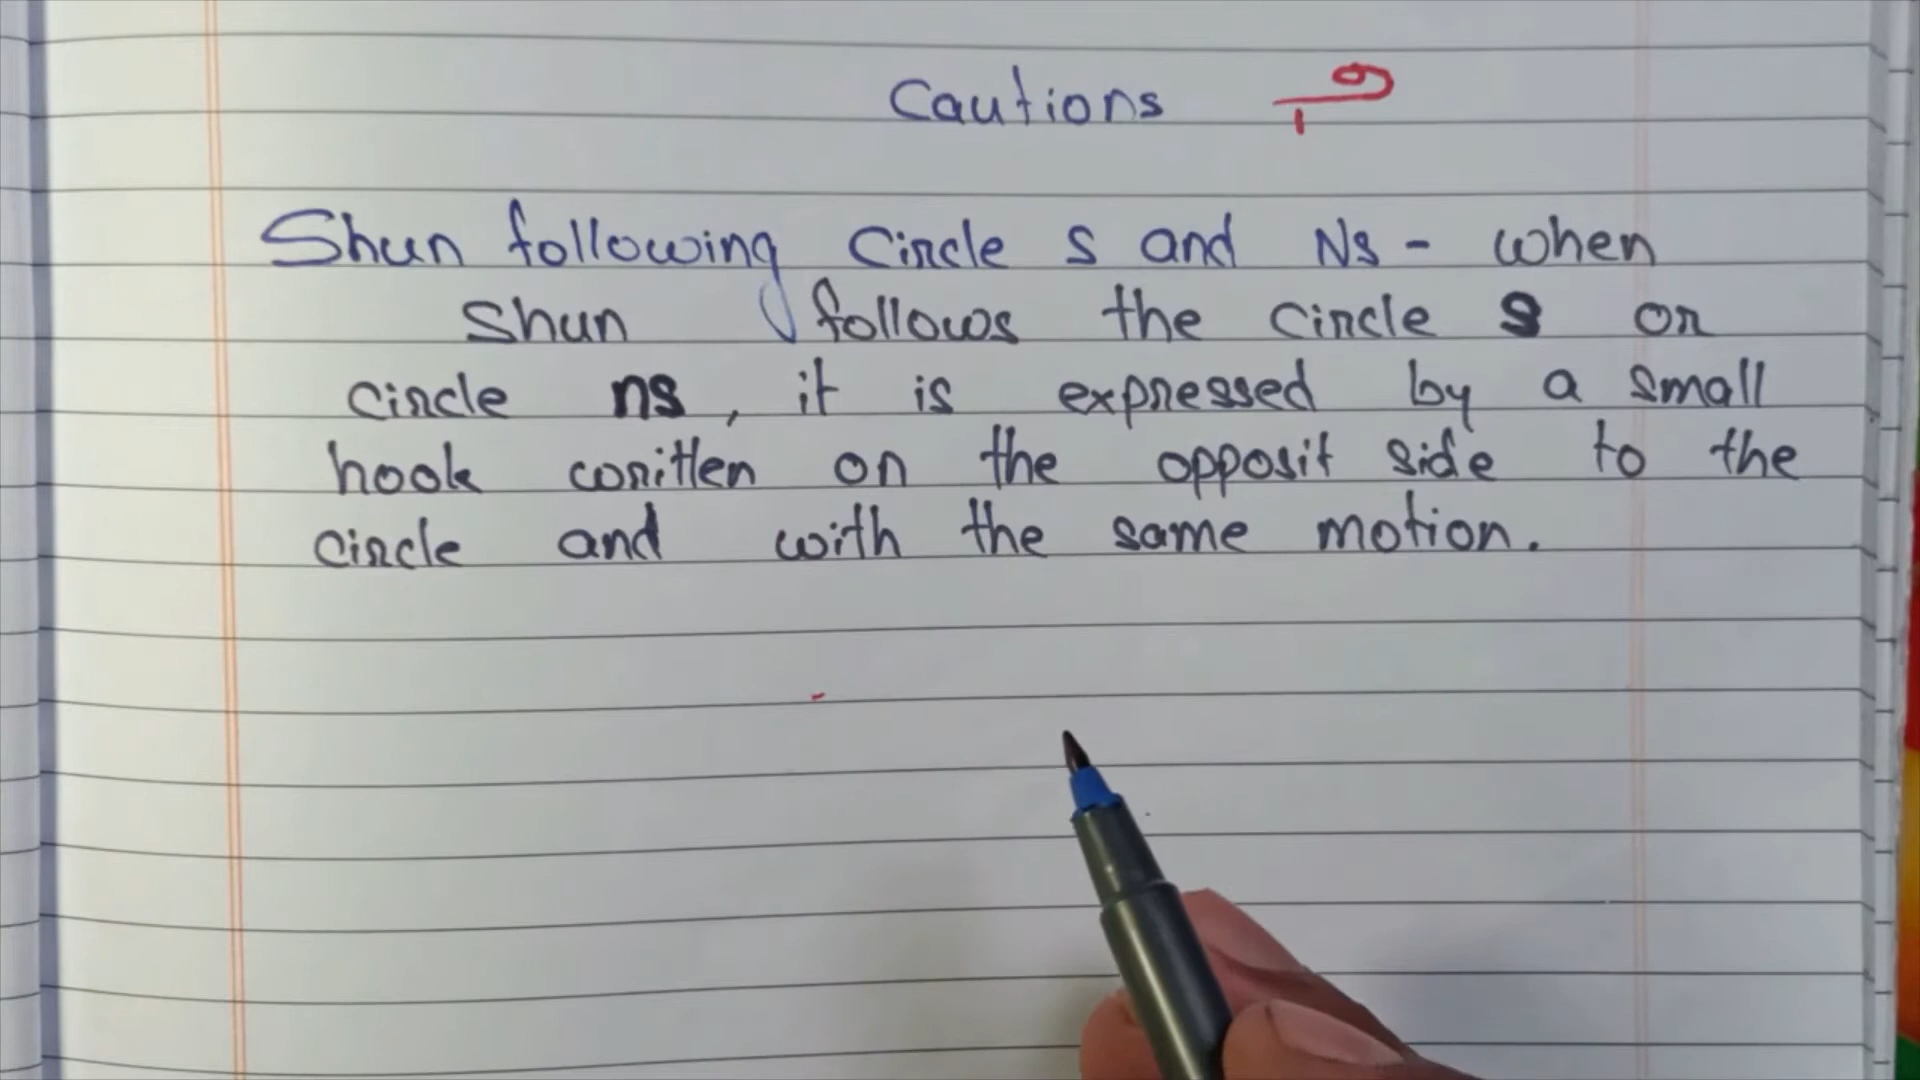 Cautions
Shun following Circle s and Ns - when
Shun follows the circle s or
circle ns, it is expressed by a small
hook written on the opposit side to the
circle and with the same motion.